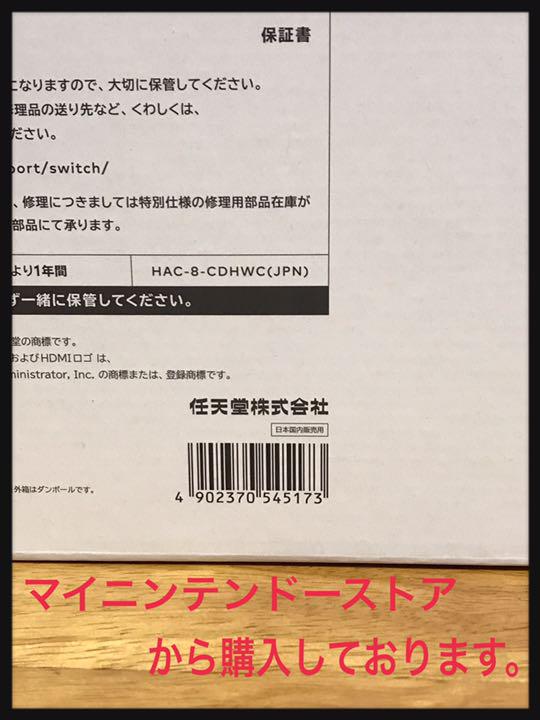 保証書
になりますので、大切に保管してください。
理品の送り先など、くわしくは、
ださい。
port/switch/
、修理につきましては特別仕様の修理用部品在庫が
部品にて承ります。
より1年間
HAC-8-CDHWC(JPN)
ず一緒に保管してください。
堂の商標です。
およびHDMIロゴ は、
ministrator, Inc. の商標または、登録商標です。
任天堂株式会社
日本国内販売用
4 902370 545173
外箱はダンボールです。
マイニンテンドーストア
から購入しております。